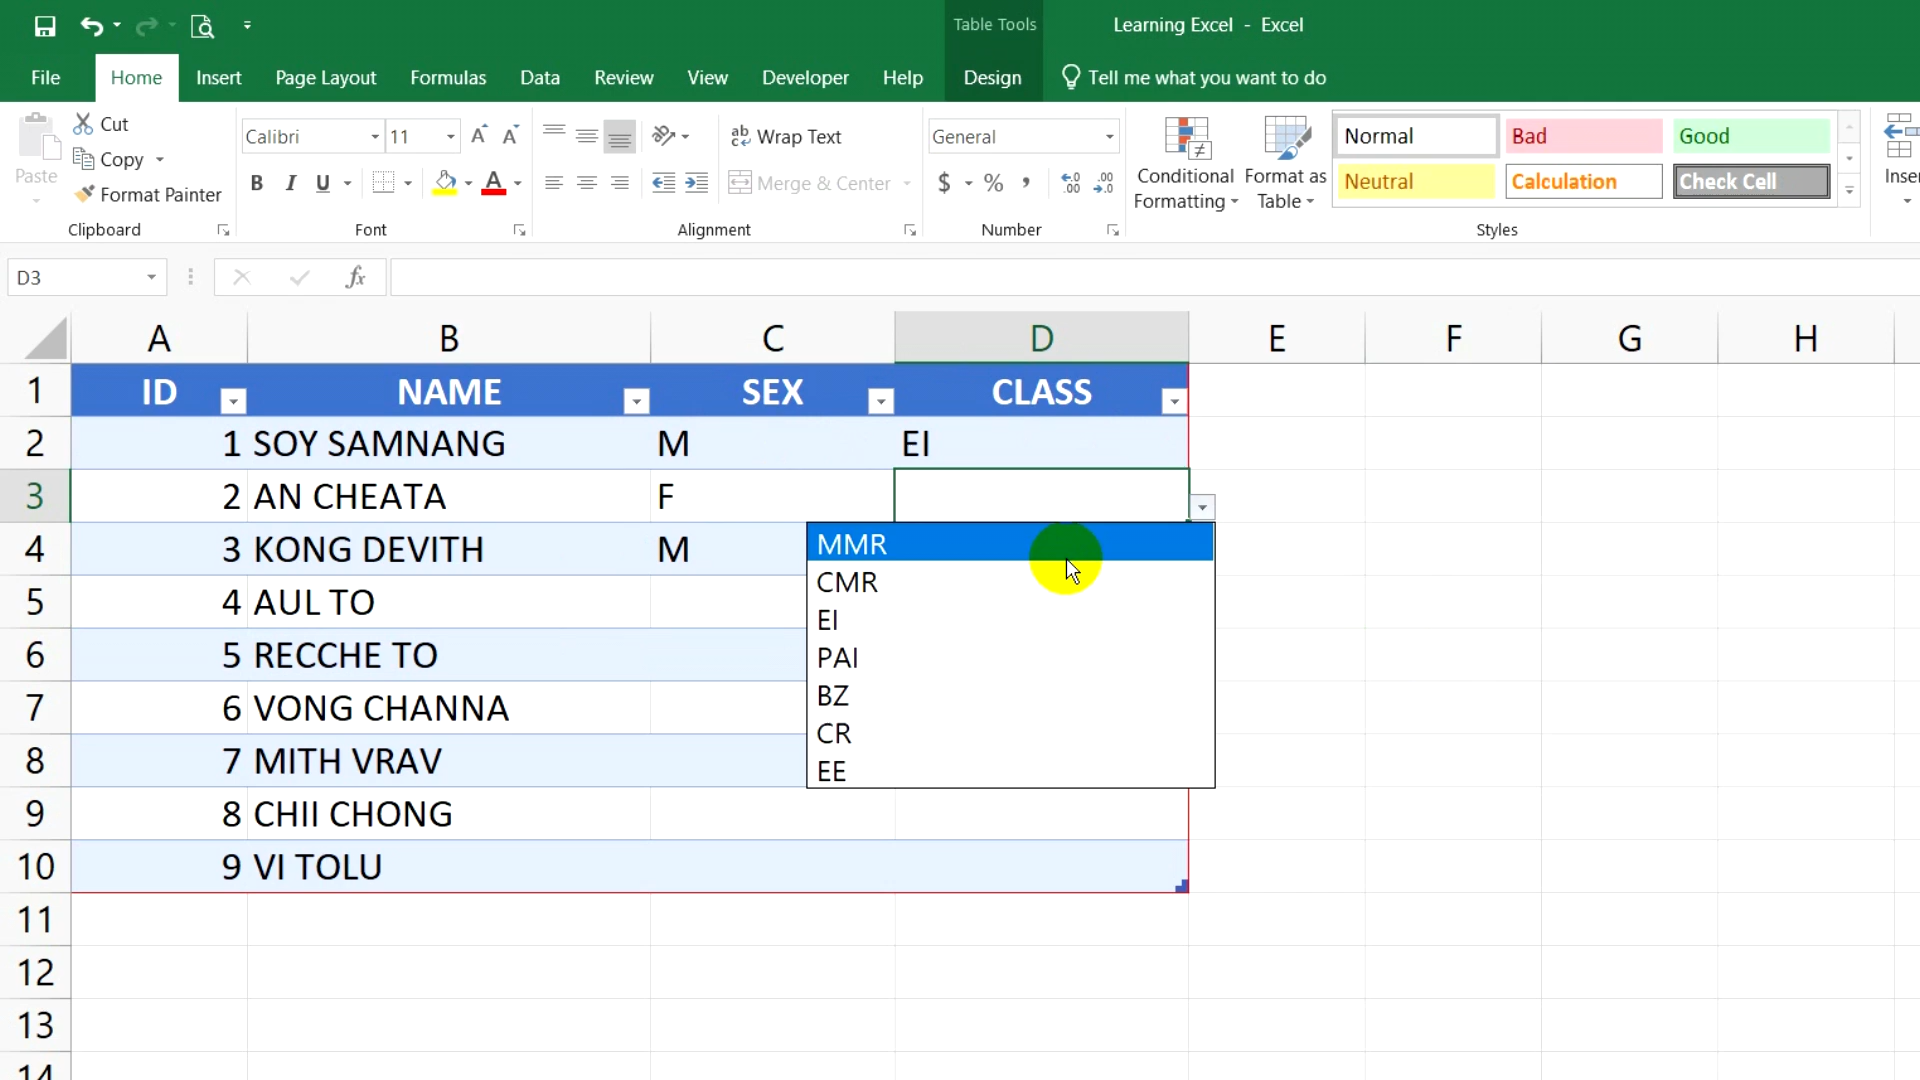 Table Tools
Learning Excel - Excel
File Home Insert Page Layout Formulas Data Review View Developer Help Design Tell me what you want to do
Paste
Cut
Copy
Format Painter
Clipboard
Calibri 11
B I U
Font
Wrap Text
Merge & Center
Alignment
General
$ % ,
Number
Conditional Formatting
Format as Table
Normal Bad Good
Neutral Calculation Check Cell
Styles
D3 fx
A B C D E F G H
1 ID NAME SEX CLASS
2 1 SOY SAMNANG M EI
3 2 AN CHEATA F
4 3 KONG DEVITH M
5 4 AUL TO
6 5 RECCHE TO
7 6 VONG CHANNA
8 7 MITH VRAV
9 8 CHII CHONG
10 9 VI TOLU
11
12
13
14
MMR
CMR
EI
PAI
BZ
CR
EE